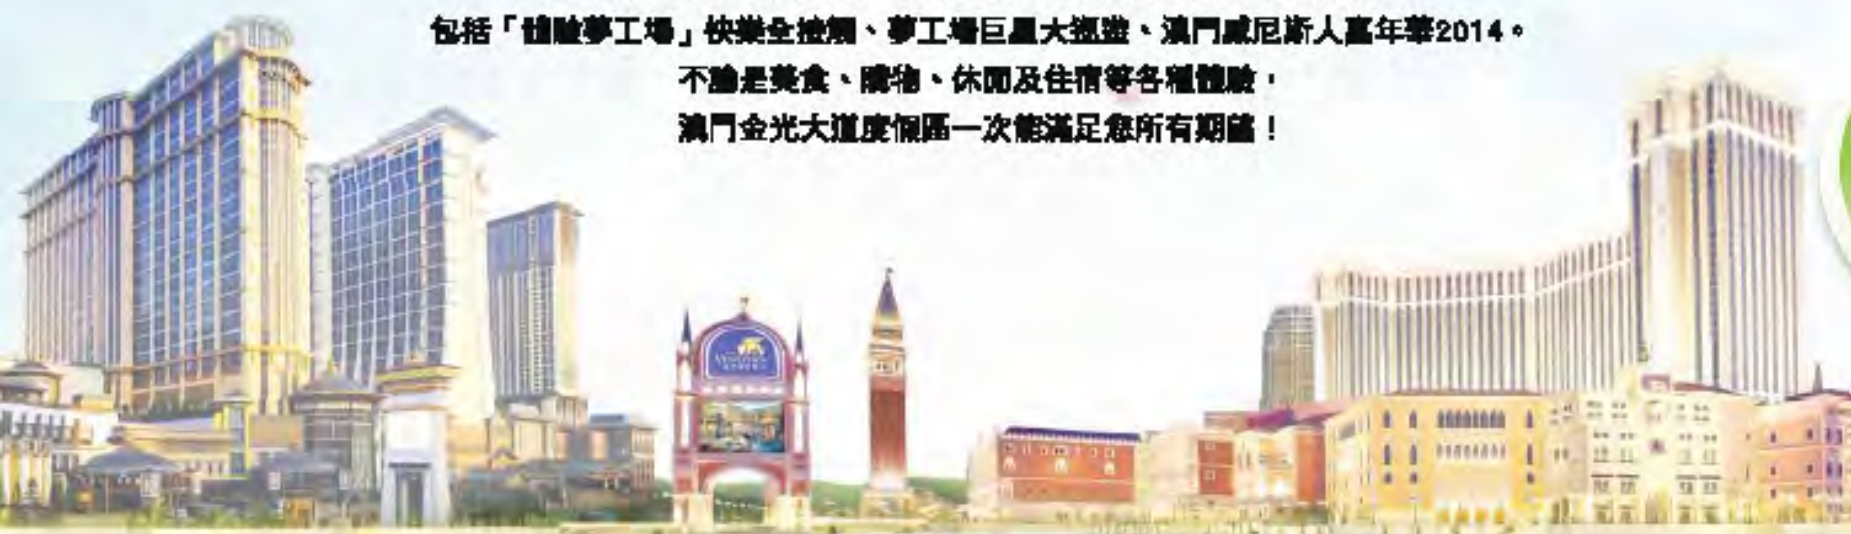 包括「體驗夢工場」快樂全接觸、夢工場巨星大巡遊、澳門威尼斯人嘉年華2014。
不論是美食、購物、休閒及住宿等各種體驗，
澳門金光大道度假區一次能滿足您所有期望！